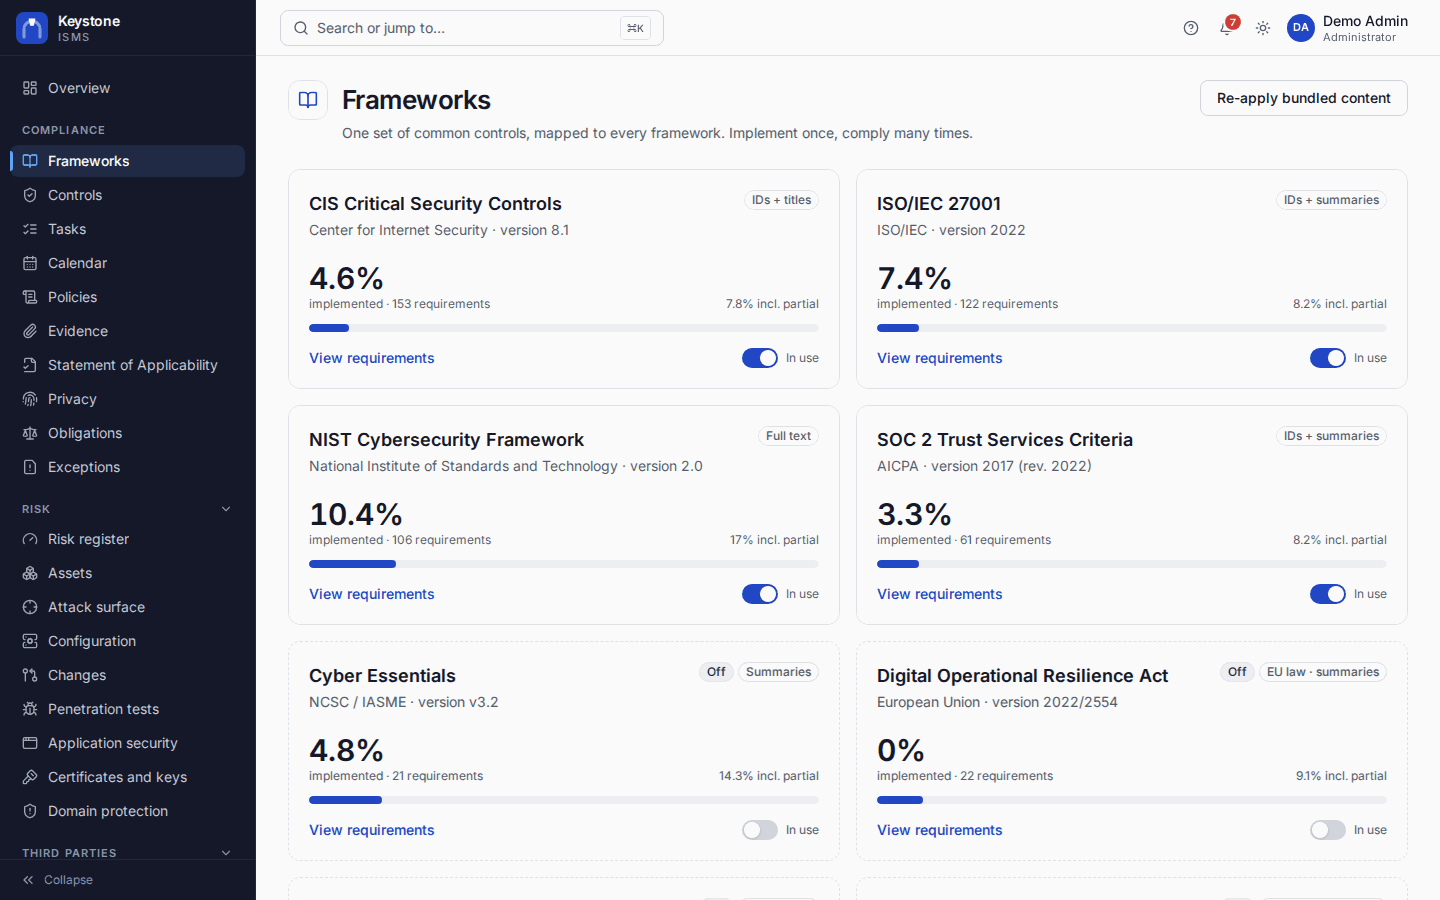 Keystone
ISMS
Search or jump to...
⌘K
7
DA
Demo Admin
Administrator
Overview
COMPLIANCE
Frameworks
Controls
Tasks
Calendar
Policies
Evidence
Statement of Applicability
Privacy
Obligations
Exceptions
RISK
Risk register
Assets
Attack surface
Configuration
Changes
Penetration tests
Application security
Certificates and keys
Domain protection
THIRD PARTIES
Collapse
Frameworks
One set of common controls, mapped to every framework. Implement once, comply many times.
Re-apply bundled content
CIS Critical Security Controls
IDs + titles
Center for Internet Security · version 8.1
4.6%
implemented · 153 requirements
7.8% incl. partial
View requirements
In use
ISO/IEC 27001
IDs + summaries
ISO/IEC · version 2022
7.4%
implemented · 122 requirements
8.2% incl. partial
View requirements
In use
NIST Cybersecurity Framework
Full text
National Institute of Standards and Technology · version 2.0
10.4%
implemented · 106 requirements
17% incl. partial
View requirements
In use
SOC 2 Trust Services Criteria
IDs + summaries
AICPA · version 2017 (rev. 2022)
3.3%
implemented · 61 requirements
8.2% incl. partial
View requirements
In use
Cyber Essentials
Off
Summaries
NCSC / IASME · version v3.2
4.8%
implemented · 21 requirements
14.3% incl. partial
View requirements
In use
Digital Operational Resilience Act
Off
EU law · summaries
European Union · version 2022/2554
0%
implemented · 22 requirements
9.1% incl. partial
View requirements
In use